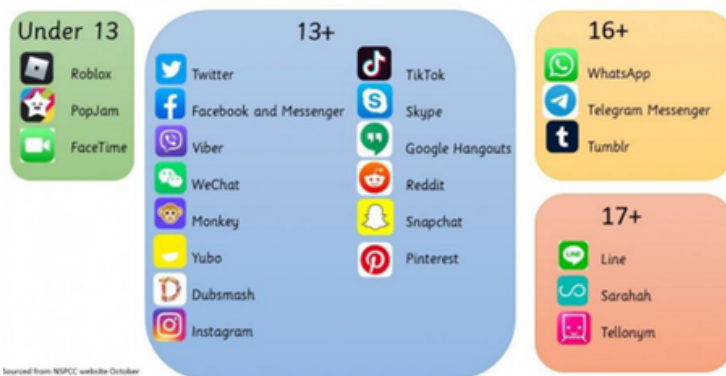 Under 13
Roblox
PopJam
FaceTime
13+
Twitter
Facebook and Messenger
Viber
WeChat
Monkey
Yubo
Dubsmash
Instagram
TikTok
Skype
Google Hangouts
Reddit
Snapchat
Pinterest
16+
WhatsApp
Telegram Messenger
Tumblr
17+
Line
Sarahah
Tellonym
Sourced from NSPCC website October